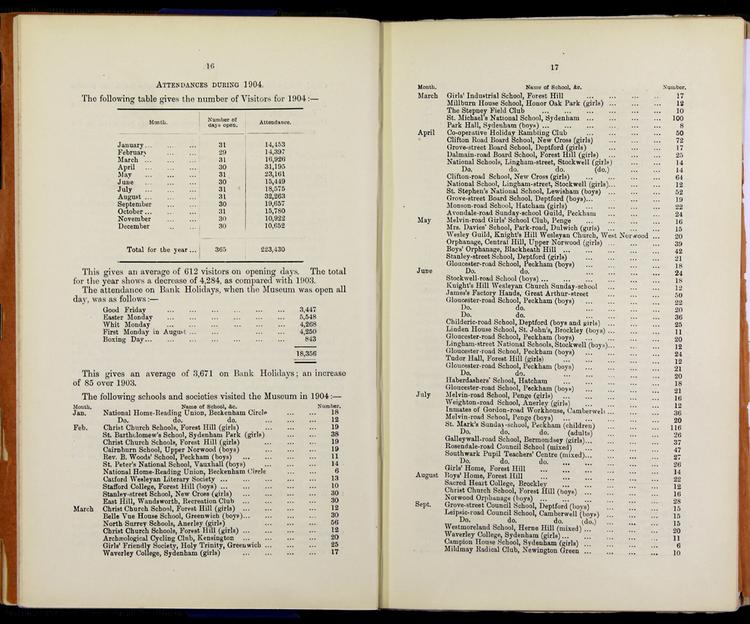 16
ATTENDANCES DURING 1904.
The following table gives the number of Visitors for 1904:—
Month. Number of days open. Attendance.
January... ... ... 31 14,453
February ... ... 29 14,397
March ... ... ... 31 16,926
April ... ... ... 30 31,195
May ... ... ... 31 23,161
June ... ... ... 30 15,449
July ... ... ... 31 18,575
August ... ... ... 31 32,263
September ... ... 30 19,657
October ... ... ... 31 15,780
November ... ... 30 10,922
December ... ... 30 10,652
Total for the year... 365 223,430
This gives an average of 612 visitors on opening days. The total
for the year shows a decrease of 4,284, as compared with 1903.
The attendance on Bank Holidays, when the Museum was open all
day, was as follows:—
Good Friday ... ... ... ... ... ... 3,447
Easter Monday ... ... ... ... ... ... 5,548
Whit Monday ... ... ... ... ... ... 4,268
First Monday in August ... ... ... ... ... 4,250
Boxing Day... ... ... ... ... ... ... 843
18,356
This gives an average of 3,671 on Bank Holidays; an increase
of 85 over 1903.
The following schools and societies visited the Museum in 1904:—
Month. Name of School, &c. Number.
Jan. National Home-Reading Union, Beckenham Circle ... ... 18
Do. do. do. ... ... 12
Feb. Christ Church Schools, Forest Hill (girls) ... ... ... 19
St. Bartholomew's School, Sydenham Park (girls) ... ... 38
Christ Church Schools, Forest Hill (girls) ... ... ... 19
Cairnburn School, Upper Norwood (boys) ... ... ... 19
Rev. B. Woods' School, Peckham (boys) ... ... ... 11
St. Peter's National School, Vauxhall (boys) ... ... ... 14
National Home-Reading Union, Beckenham Circle ... ... 6
Catford Wesleyan Literary Society ... ... ... ... 13
Stafford College, Forest Hill (boys) ... ... ... ... 10
Stanley-street School, New Cross (girls) ... ... ... 30
East Hill, Wandsworth, Recreation Club ... ... ... 30
March Christ Church School, Forest Hill (girls) ... ... ... 12
Belle Vue House School, Greenwich (boys)... ... ... 30
North Surrey Schools, Anerley (girls) ... ... ... 56
Christ Church Schools, Forest Hill (girls) ... ... ... 12
Archæological Cycling Club, Kensington ... ... ... 20
Girls' Friendly Society, Holy Trinity, Greenwich ... ... 25
Waverley College, Sydenham (girls) ... ... ... 17
17
Month. Name of School, &c. Number.
March Girls' Industrial School, Forest Hill ... ... ... 17
Millburn House School, Honor Oak Park (girls) ... ... 12
The Stepney Field Club ... ... ... ... 10
St. Michael's National School, Sydenham ... ... ... 100
Park Hall, Sydenham (boys) ... ... ... ... 8
April Co-operative Holiday Rambling Club ... ... ... 50
Clifton Road Board School, New Cross (girls) ... ... 72
Grove-street Board School, Deptford (girls) ... ... 17
Dalmain-road Board School, Forest Hill (girls) ... ... 25
National Schools, Lingham-street, Stockwell (girls) ... ... 14
Do. do. do. (do.) ... ... 14
Clifton-road School, New Cross (girls) ... ... ... 64
National School, Lingham-street, Stockwell (girls)... ... 12
St. Stephen's National School, Lewisham (boys) ... ... 52
Grove-street Board School, Deptford (boys)... ... ... 19
Monson-road School, Hatcham (girls) ... ... ... 22
Avondale-road Sunday-school Guild, Peckham ... ... 24
May Melvin-road Girls' School Club, Penge ... ... ... 16
Mrs. Davies' School, Park-road, Dulwich (girls) ... ... 15
Wesley Guild, Knight's Hill Wesleyan Church, West Norwood ... 20
Orphanage, Central Hill, Upper Norwood (girls) ... ... 39
Boys' Orphanage, Blackheath Hill ... ... ... 42
Stanley-street School, Deptford (girls) ... ... ... 21
Gloucester-road School, Peckham (boys) ... ... ... 18
June Do. do. ... ... ... 24
Stockwell-road School (boys) ... ... ... ... 18
Knight's Hill Wesleyan Church Sunday-school ... ... 12
James's Factory Hands, Great Arthur-street ... ... 50
Gloucester-road School, Peckham (boys) ... ... ... 22
Do. do. ... ... ... 20
Do. do. ... ... ... 36
Childeric-road School, Deptford (boys and girls) ... ... 25
Linden House School, St. John's, Brockley (boys) ... ... 11
Gloucester-road School, Peckham (boys) ... ... ... 20
Lingham-street National Schools, Stockwell (boys)... ... 12
Gloucester-road School, Peckham (boys) ... ... ... 24
Tudor Hall, Forest Hill (girls) ... ... ... 12
Gloucester-road School, Peckham (boys) ... ... ... 21
Do. do. ... ... ... 20
Haberdashers' School, Hatcham ... ... ... 18
Gloucester-road School, Peckham (boys) ... ... ... 21
July Melvin-road School, Penge (girls) ... ... ... 16
Weighton-road School, Anerley (girls) ... ... ... 12
Inmates of Gordon-road Workhouse, Camberwell ... ... 36
Melvin-road School, Penge (boys) ... ... ... 20
St. Mark's Sunday-school, Peckham (children) ... ... 116
Do. do. do. (adults) ... ... 26
Galleywall-road School, Bermondsey (girls)... ... ... 37
Rosendale-road Council School (mixed) ... ... ... 47
Southwark Pupil Teachers' Centre (mixed)... ... ... 27
Do. do. do. ... ... ... 26
Girls' Home, Forest Hill ... ... ... 14
August Boys' Home, Forest Hill ... ... ... 22
Sacred Heart College, Brockley ... ... ... 12
Christ Church School, Forest Hill (boys) ... ... ... 16
Norwood Orphanage (boys) ... ... ... 28
Sept. Grove-street Council School, Deptford (boys) ... ... 15
Leipsic-road Council School, Camberwell (boys) ... ... 15
Do. do. do. (do.) ... ... 15
Westmoreland School, Herne Hill (mixed) ... ... ... 20
Waverley College, Sydenham (girls)... ... ... 11
Campion House School, Sydenham (girls) ... ... ... 6
Mildmay Radical Club, Newington Green ... ... ... 10